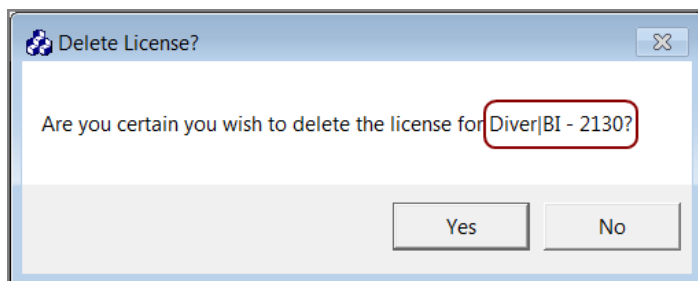 Delete License?
Are you certain you wish to delete the license for Diver|BI - 2130?
Yes
No